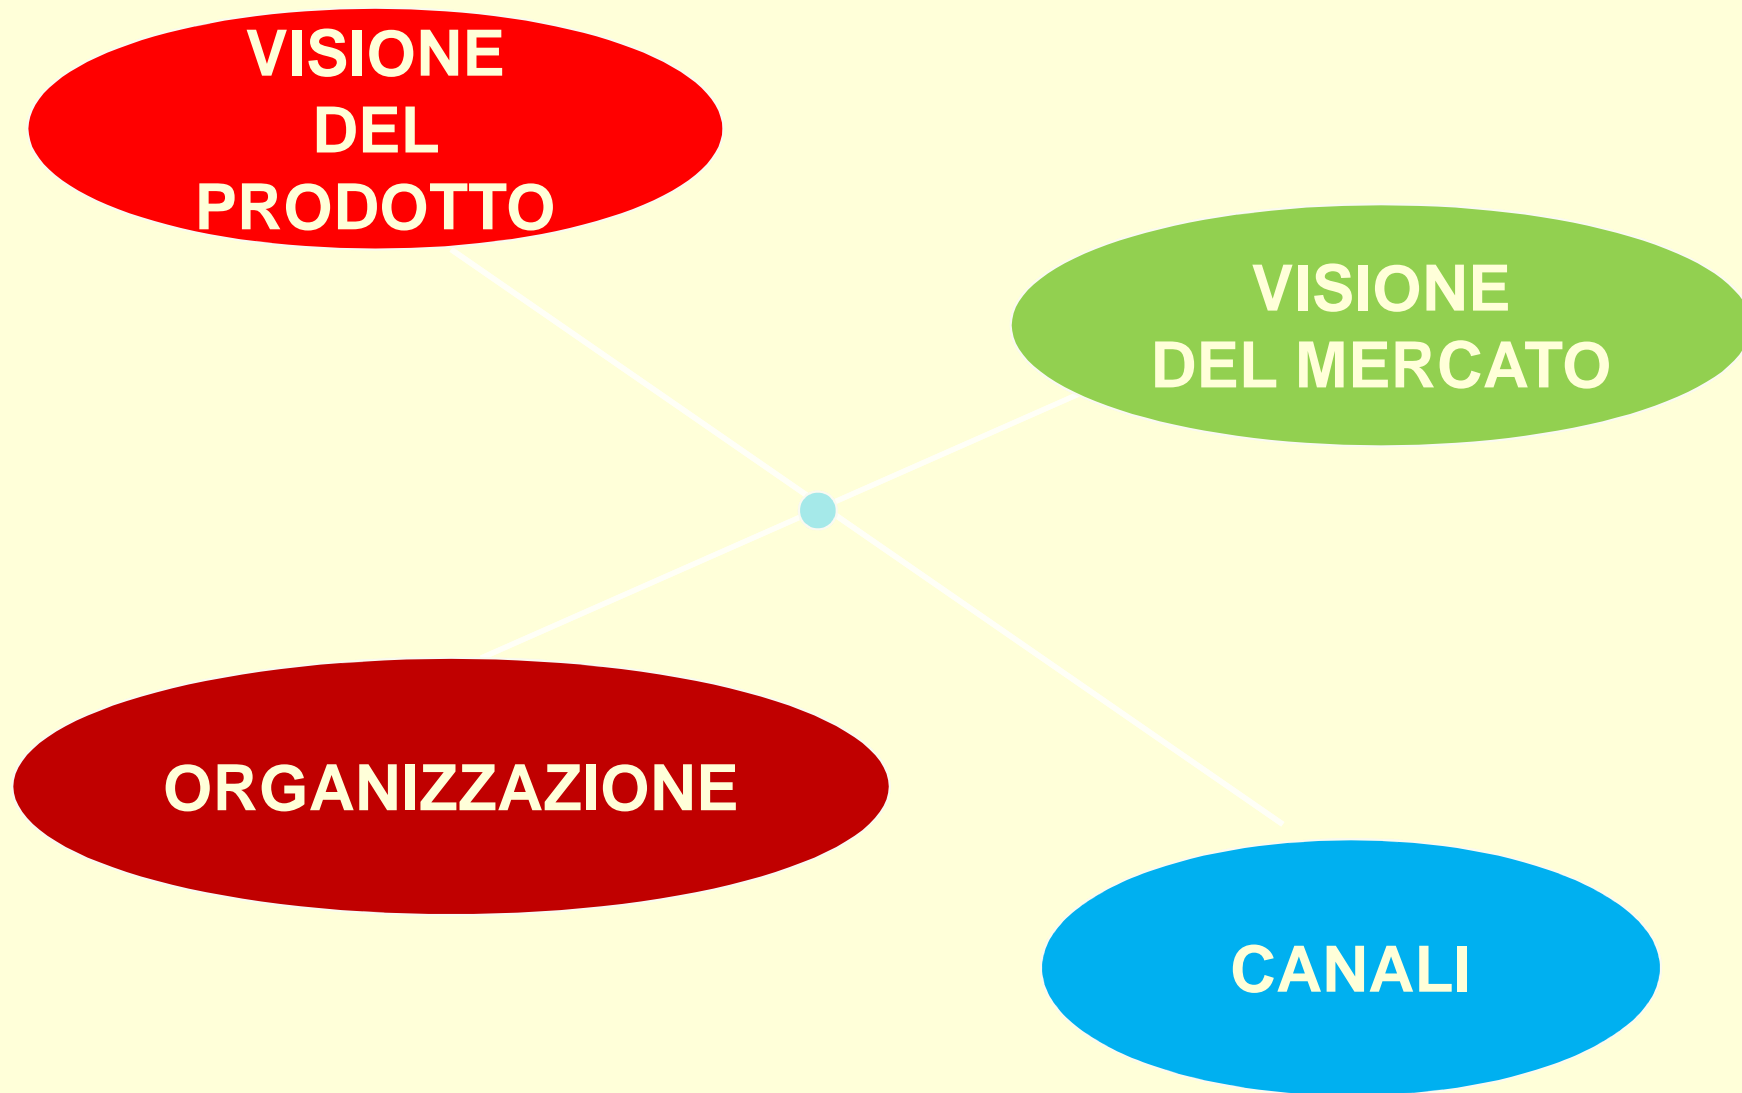 VISIONE
DEL
PRODOTTO
VISIONE
DEL MERCATO
ORGANIZZAZIONE
CANALI